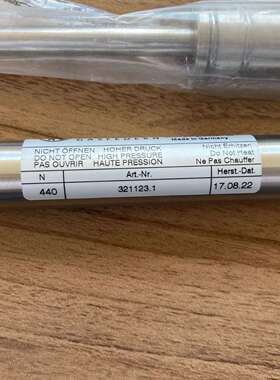 Made in Germany
NICHT ÖFFNEN HOHER DRUCK Nicht Erhitzen
DO NOT OPEN HIGH PRESSURE Do not Heat
PAS OUVRIR HAUTE PRESSION Ne Pas Chauffer
N Art.-Nr. Herst.-Dat.
440 321123.1 17.08.22